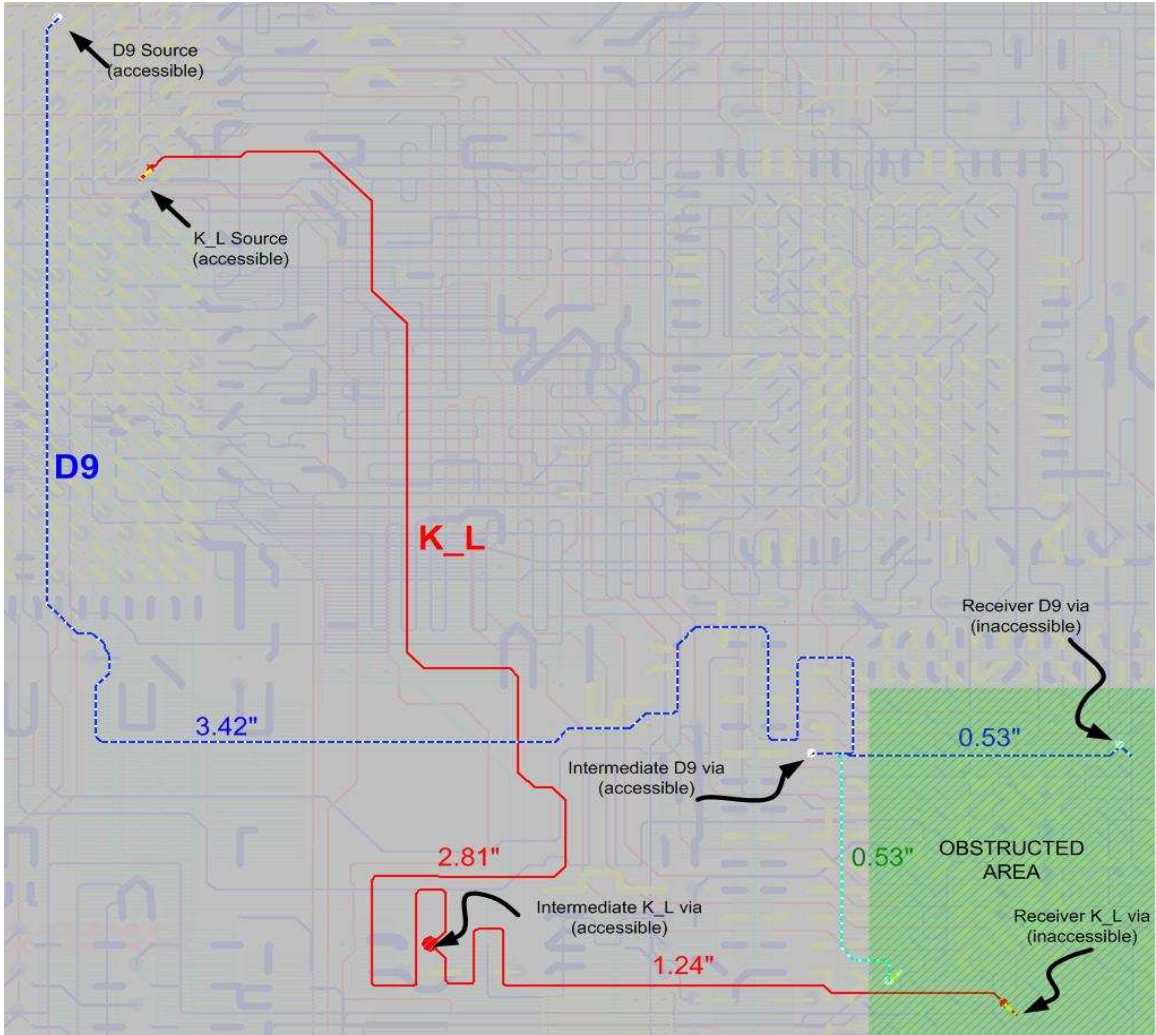 D9 Source
(accessible)
K_L Source
(accessible)
D9
K_L
Receiver D9 via
(inaccessible)
3.42"
0.53"
Intermediate D9 via
(accessible)
2.81"
0.53"
OBSTRUCTED
AREA
Intermediate K_L via
(accessible)
Receiver K_L via
(inaccessible)
1.24"